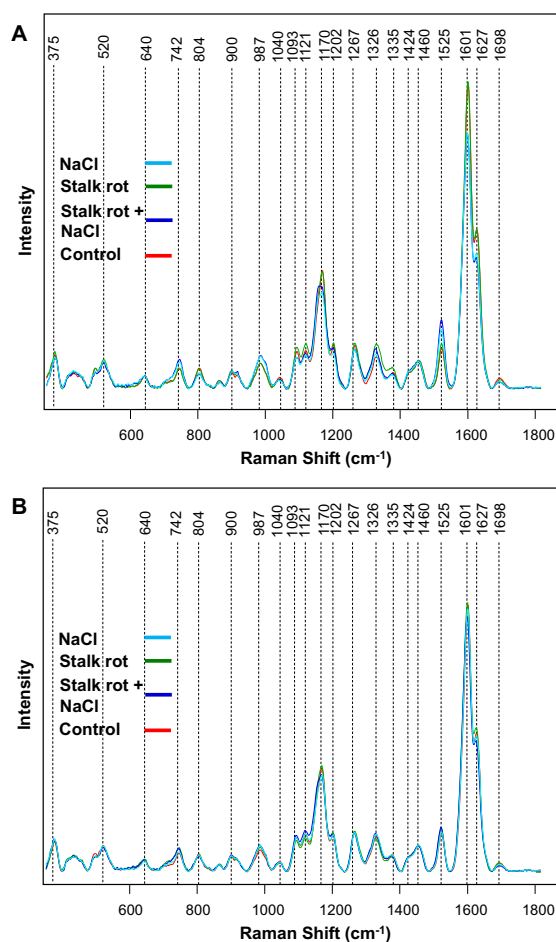 A
375 520 640 742 804 900 987 1040 1093 1121 1170 1202 1267 1326 1335 1424 1460 1525 1601 1627 1698
Intensity
NaCl
Stalk rot
Stalk rot +
NaCl
Control
600 800 1000 1200 1400 1600 1800
Raman Shift (cm⁻¹)
B
375 520 640 742 804 900 987 1040 1093 1121 1170 1202 1267 1326 1335 1424 1460 1525 1601 1627 1698
Intensity
NaCl
Stalk rot
Stalk rot +
NaCl
Control
600 800 1000 1200 1400 1600 1800
Raman Shift (cm⁻¹)